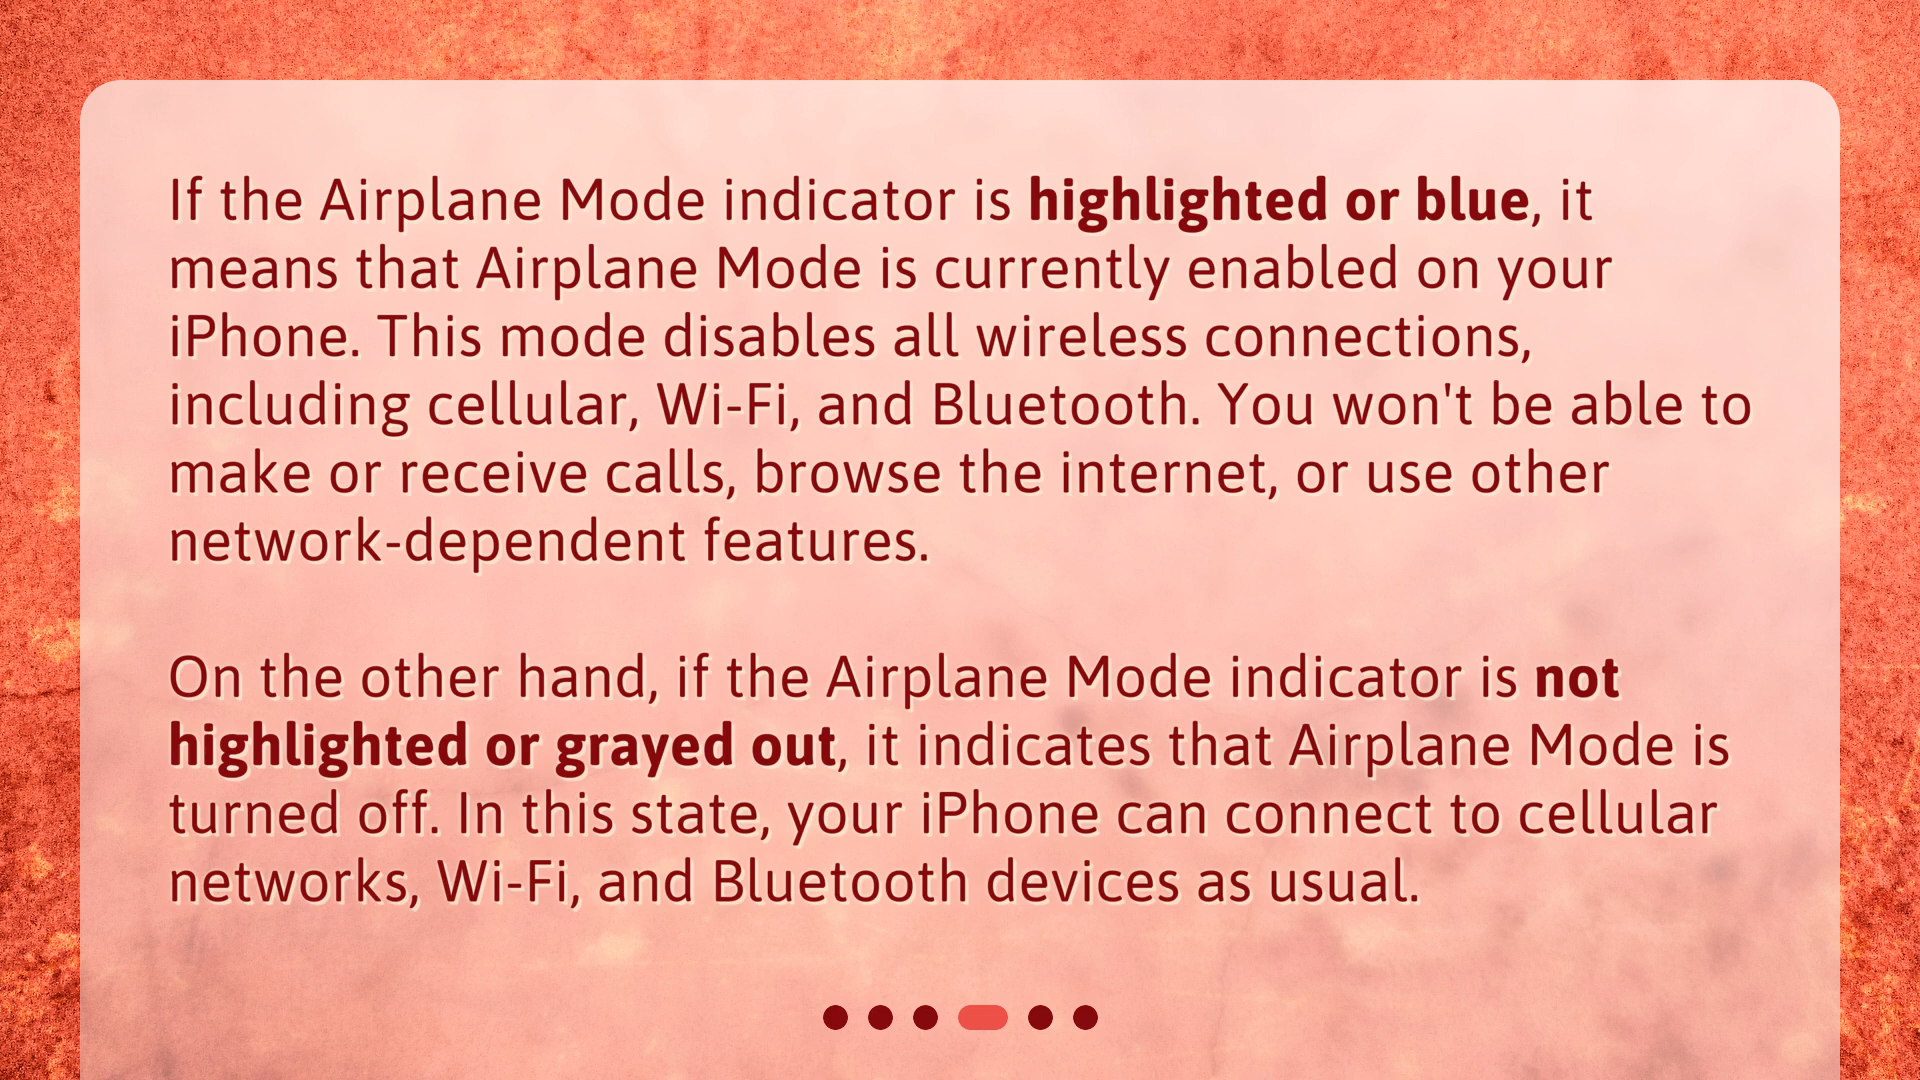 If the Airplane Mode indicator is highlighted or blue, it
means that Airplane Mode is currently enabled on your
iPhone. This mode disables all wireless connections,
including cellular, Wi-Fi, and Bluetooth. You won't be able to
make or receive calls, browse the internet, or use other
network-dependent features.
On the other hand, if the Airplane Mode indicator is not
highlighted or grayed out, it indicates that Airplane Mode is
turned off. In this state, your iPhone can connect to cellular
networks, Wi-Fi, and Bluetooth devices as usual.